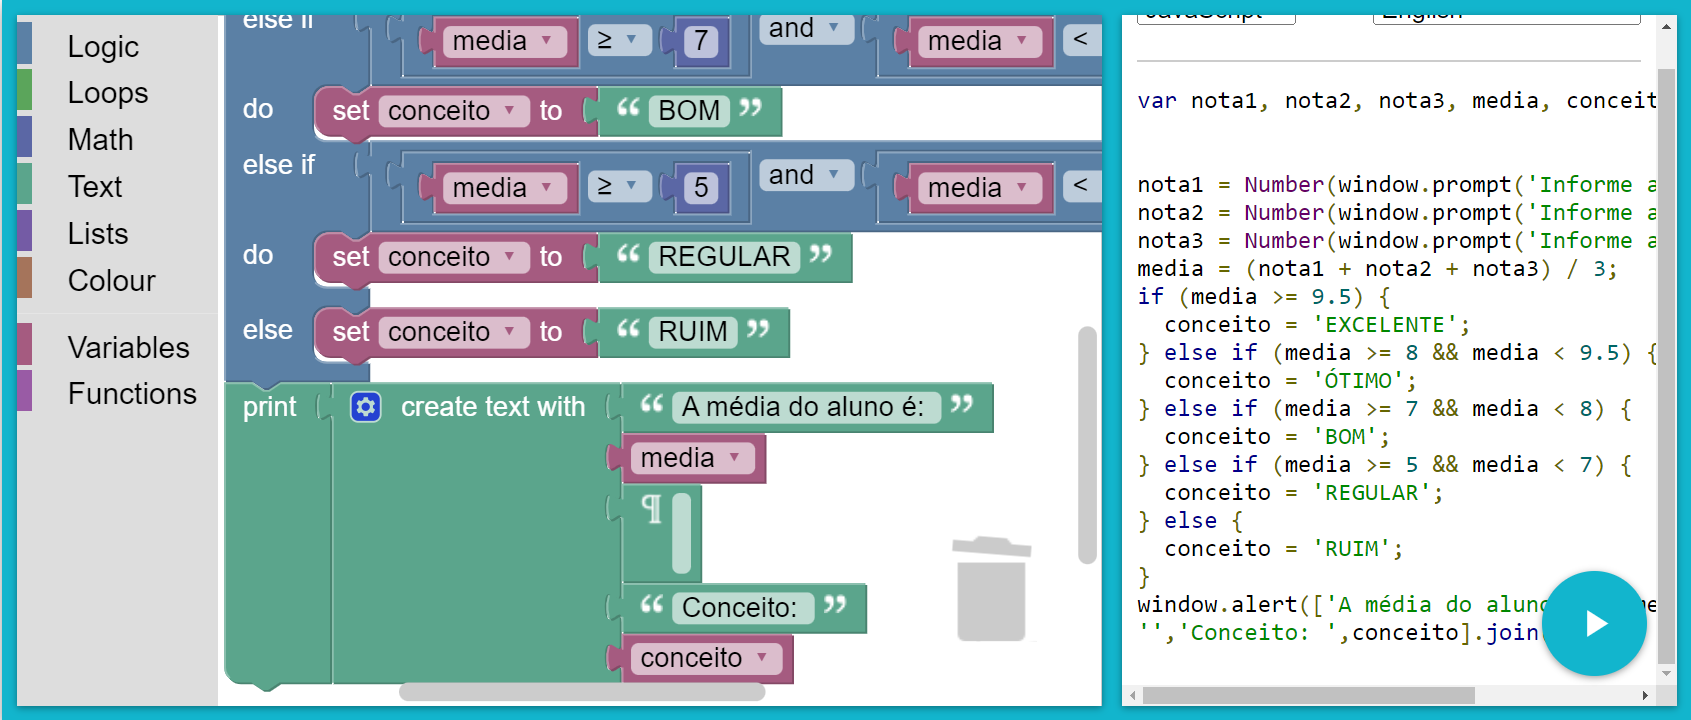 Logic
Loops
Math
Text
Lists
Colour
Variables
Functions
else if
media ≥ 7 and media <
do set conceito to “ BOM ”
else if
media ≥ 5 and media <
do set conceito to “ REGULAR ”
else set conceito to “ RUIM ”
print create text with “ A média do aluno é: ”
media
¶
“ Conceito: ”
conceito
JavaScript English
var nota1, nota2, nota3, media, conceit
nota1 = Number(window.prompt('Informe a
nota2 = Number(window.prompt('Informe a
nota3 = Number(window.prompt('Informe a
media = (nota1 + nota2 + nota3) / 3;
if (media >= 9.5) {
  conceito = 'EXCELENTE';
} else if (media >= 8 && media < 9.5) {
  conceito = 'ÓTIMO';
} else if (media >= 7 && media < 8) {
  conceito = 'BOM';
} else if (media >= 5 && media < 7) {
  conceito = 'REGULAR';
} else {
  conceito = 'RUIM';
}
window.alert(['A média do aluno me
'','Conceito: ',conceito].join